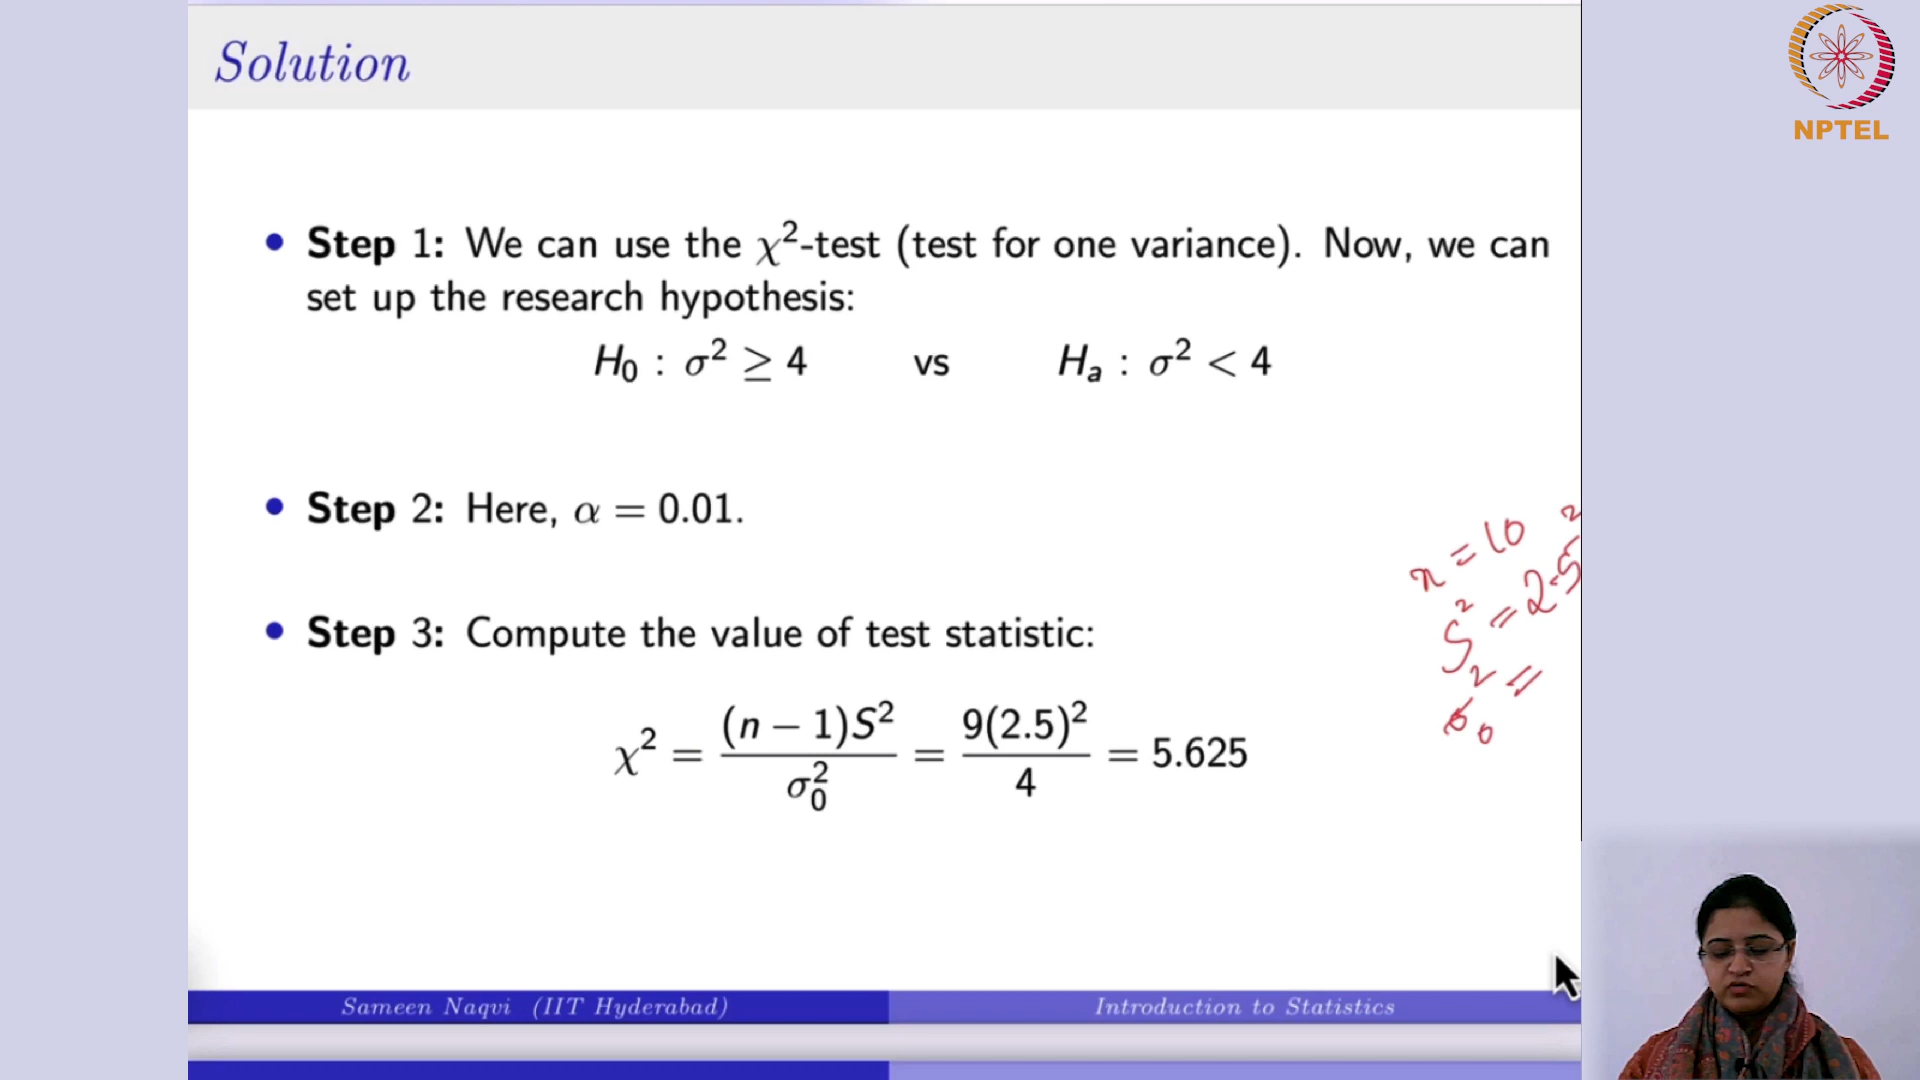 Solution
NPTEL
• Step 1: We can use the χ²-test (test for one variance). Now, we can
set up the research hypothesis:
H₀ : σ² ≥ 4 vs Hₐ : σ² < 4
• Step 2: Here, α = 0.01.
n = 10
S² = 2.5²
σ₀² =
• Step 3: Compute the value of test statistic:
χ² = (n − 1)S² / σ₀² = 9(2.5)² / 4 = 5.625
Sameen Naqvi (IIT Hyderabad) Introduction to Statistics